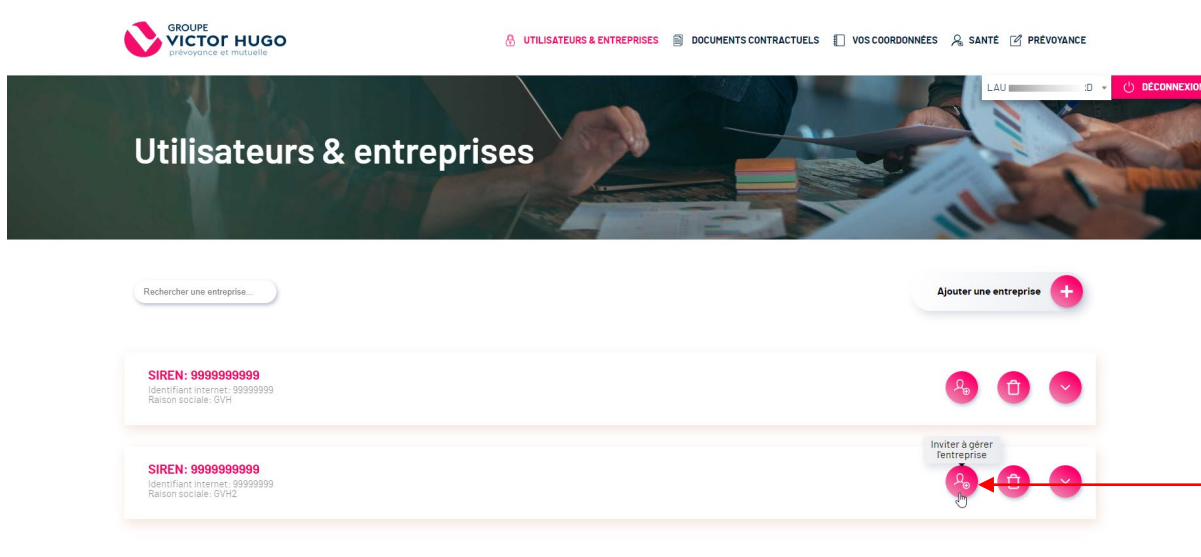 GROUPE
VICTOR HUGO
prévoyance et mutuelle
UTILISATEURS & ENTREPRISES
DOCUMENTS CONTRACTUELS
VOS COORDONNÉES
SANTÉ
PRÉVOYANCE
LAU :D
DÉCONNEXION
Utilisateurs & entreprises
Rechercher une entreprise...
Ajouter une entreprise
SIREN: 9999999999
Identifiant internet: 99999999
Raison sociale: GVH
Inviter à gérer
l'entreprise
SIREN: 9999999999
Identifiant internet: 99999999
Raison sociale: GVH2